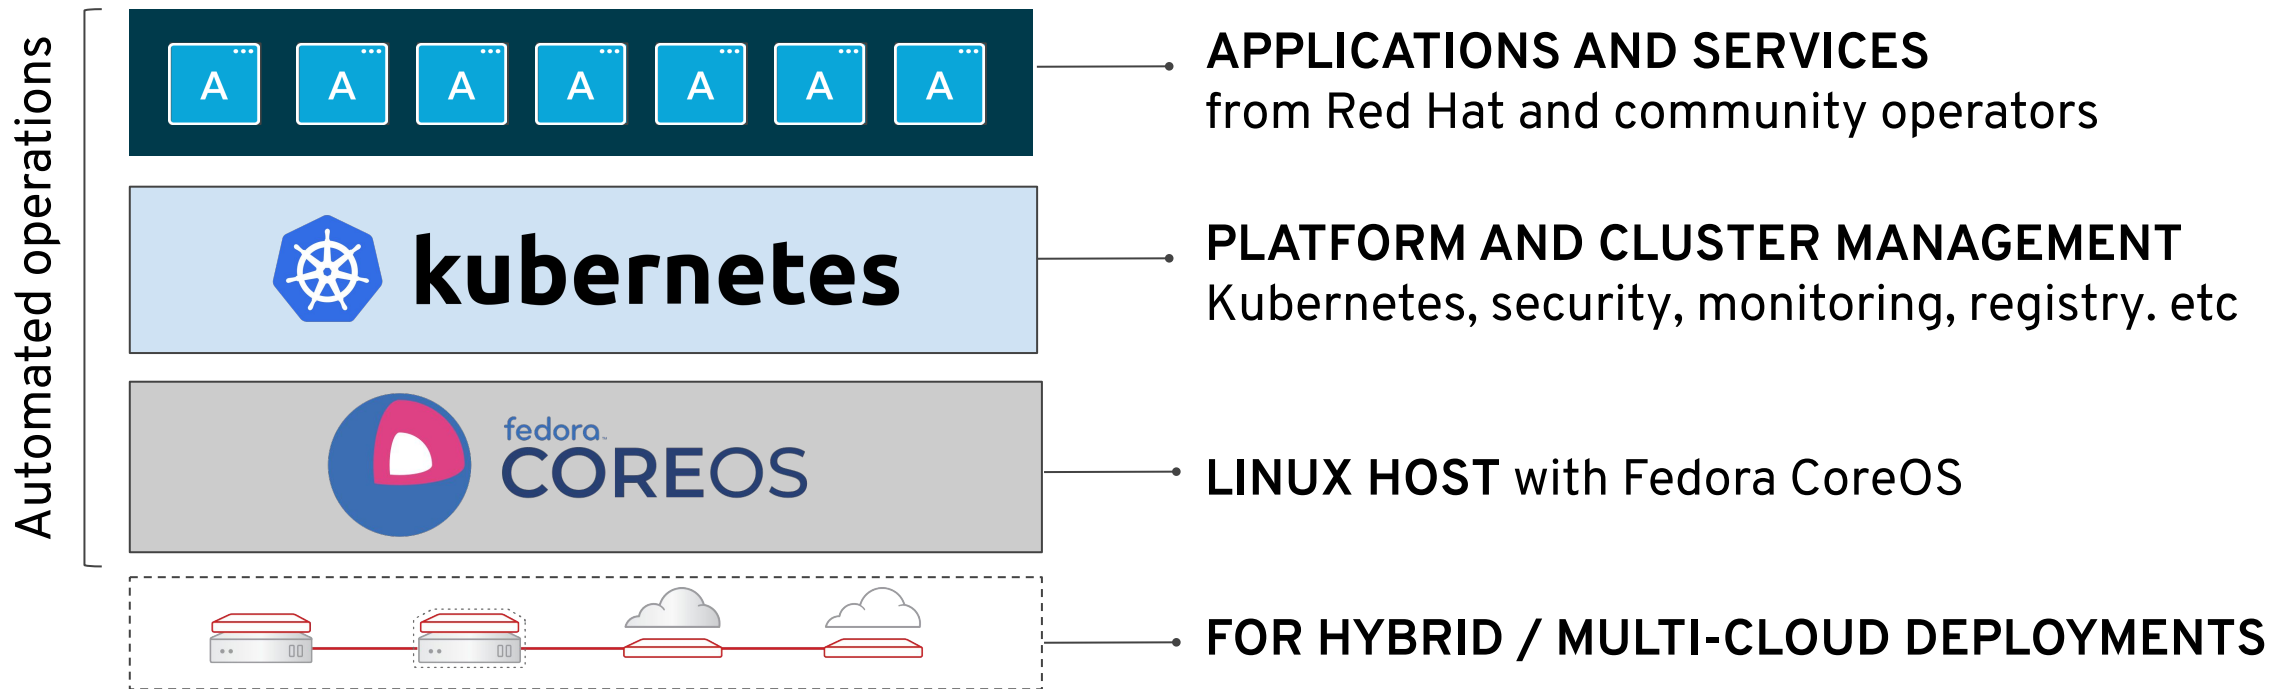 Automated operations
A A A A A A A
APPLICATIONS AND SERVICES
from Red Hat and community operators
kubernetes
PLATFORM AND CLUSTER MANAGEMENT
Kubernetes, security, monitoring, registry. etc
fedora™
COREOS
LINUX HOST with Fedora CoreOS
FOR HYBRID / MULTI-CLOUD DEPLOYMENTS